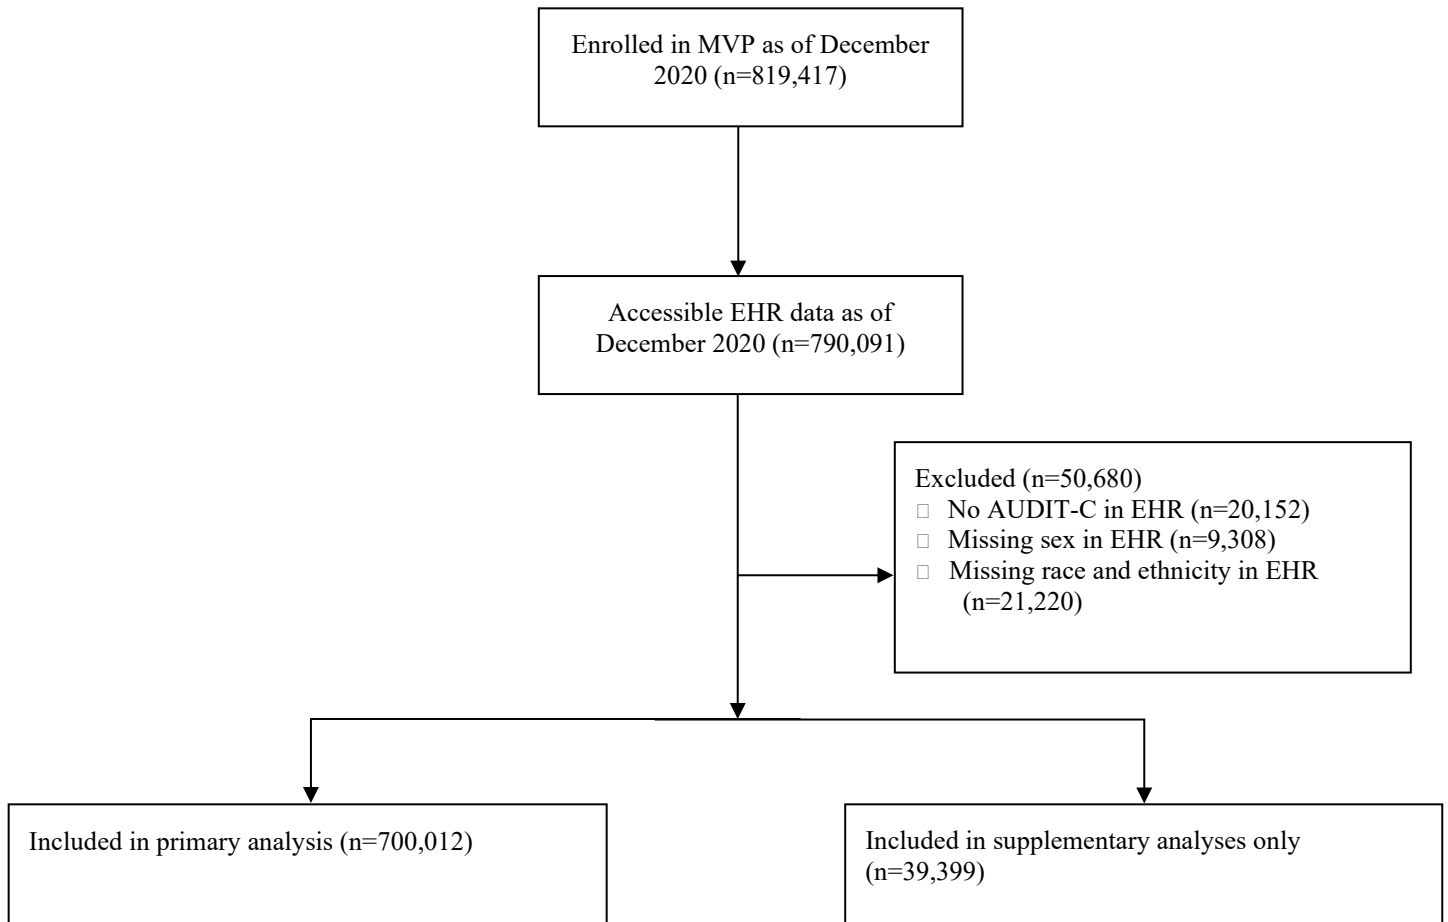 Enrolled in MVP as of December
2020 (n=819,417)
Accessible EHR data as of
December 2020 (n=790,091)
Excluded (n=50,680)
No AUDIT-C in EHR (n=20,152)
Missing sex in EHR (n=9,308)
Missing race and ethnicity in EHR
(n=21,220)
Included in primary analysis (n=700,012)
Included in supplementary analyses only
(n=39,399)